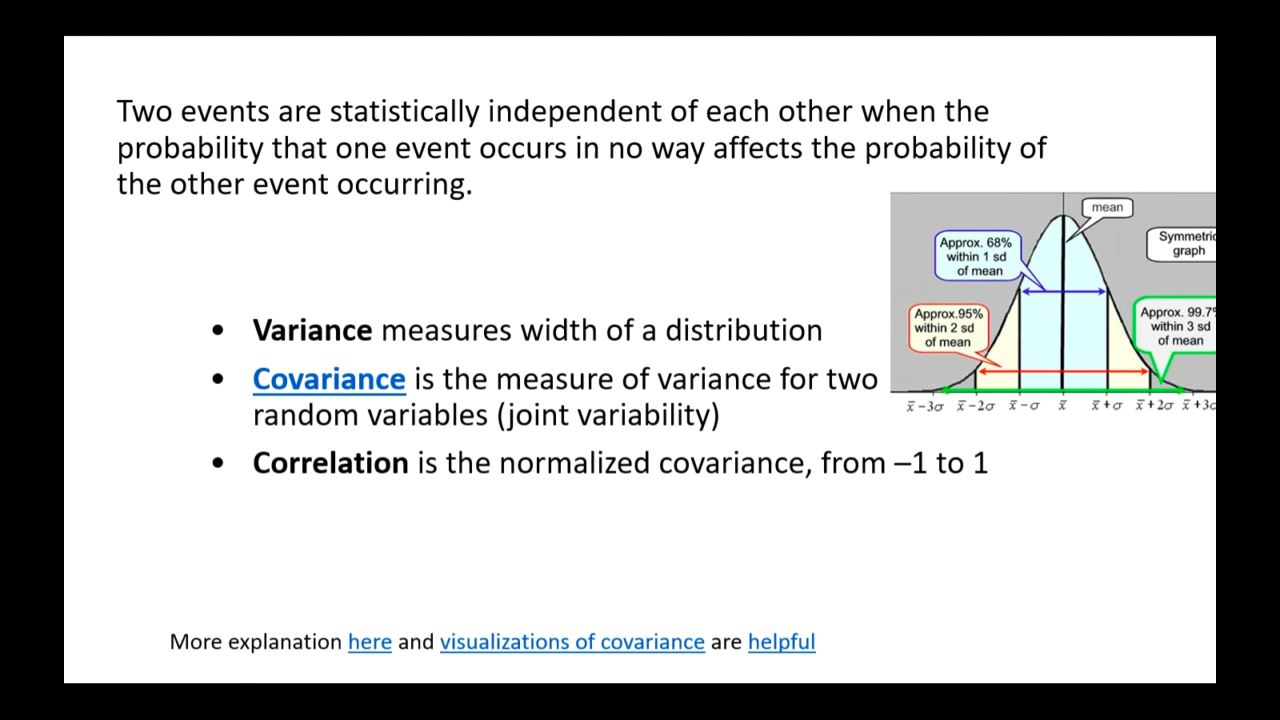 Two events are statistically independent of each other when the
probability that one event occurs in no way affects the probability of
the other event occurring.
mean
Approx. 68%
within 1 sd
of mean
Symmetric
graph
Approx.95%
within 2 sd
of mean
Approx. 99.7%
within 3 sd
of mean
x̄ −3σ x̄ −2σ x̄ −σ x̄ x̄ +σ x̄ +2σ x̄ +3σ
• Variance measures width of a distribution
• Covariance is the measure of variance for two
random variables (joint variability)
• Correlation is the normalized covariance, from –1 to 1
More explanation here and visualizations of covariance are helpful